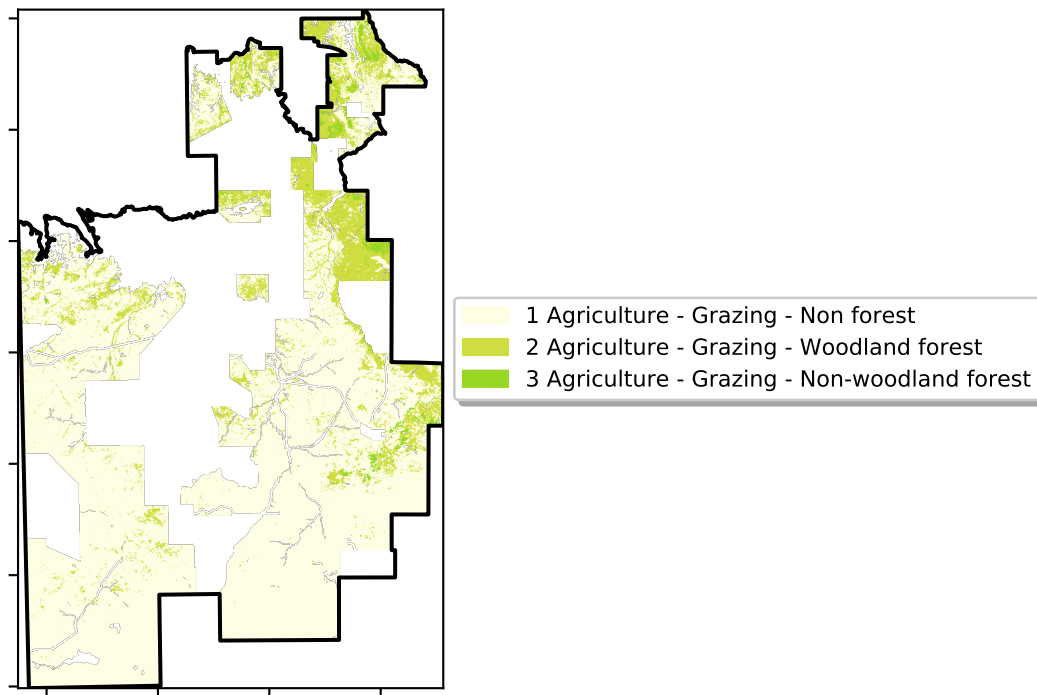 1 Agriculture - Grazing - Non forest
2 Agriculture - Grazing - Woodland forest
3 Agriculture - Grazing - Non-woodland forest